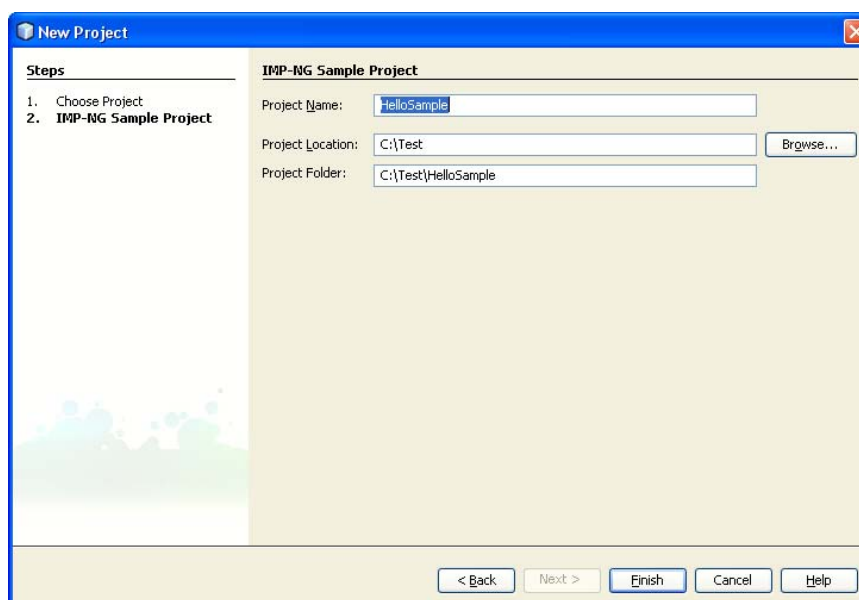 New Project
Steps
1. Choose Project
2. IMP-NG Sample Project
IMP-NG Sample Project
Project Name: HelloSample
Project Location: C:\Test Browse...
Project Folder: C:\Test\HelloSample
< Back Next > Finish Cancel Help